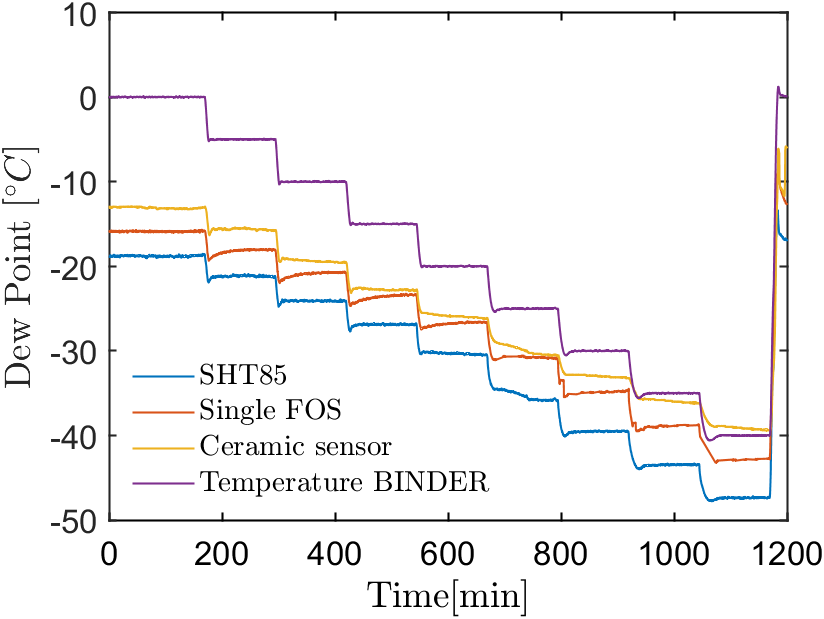 10
0
-10
-20
-30
-40
-50
Dew Point [°C]
SHT85
Single FOS
Ceramic sensor
Temperature BINDER
0 200 400 600 800 1000 1200
Time[min]